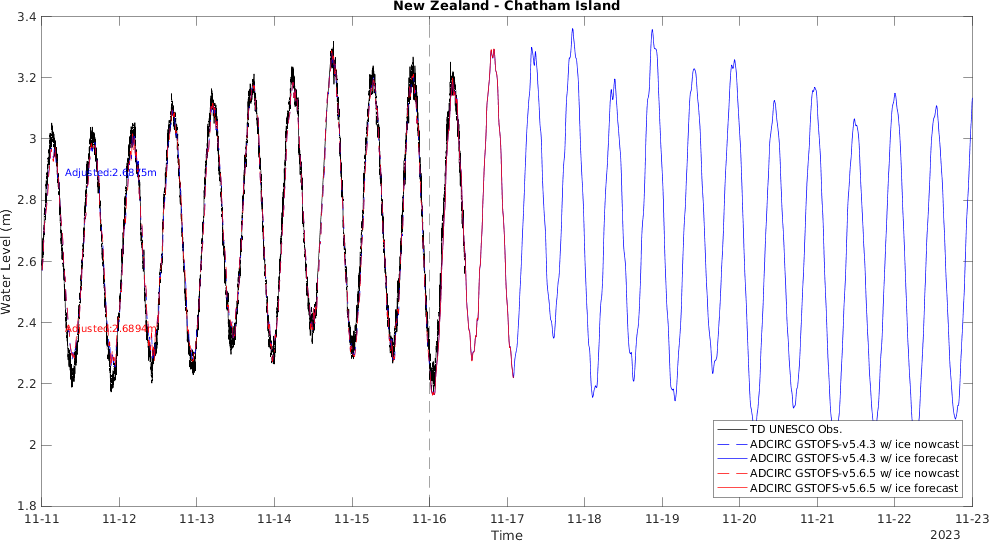 New Zealand - Chatham Island
3.4
3.2
3
2.8
2.6
2.4
2.2
2
1.8
Water Level (m)
Adjusted:2.6875m
Adjusted:2.6894m
TD UNESCO Obs.
ADCIRC GSTOFS-v5.4.3 w/ ice nowcast
ADCIRC GSTOFS-v5.4.3 w/ ice forecast
ADCIRC GSTOFS-v5.6.5 w/ ice nowcast
ADCIRC GSTOFS-v5.6.5 w/ ice forecast
11-11 11-12 11-13 11-14 11-15 11-16 11-17 11-18 11-19 11-20 11-21 11-22 11-23
Time
2023